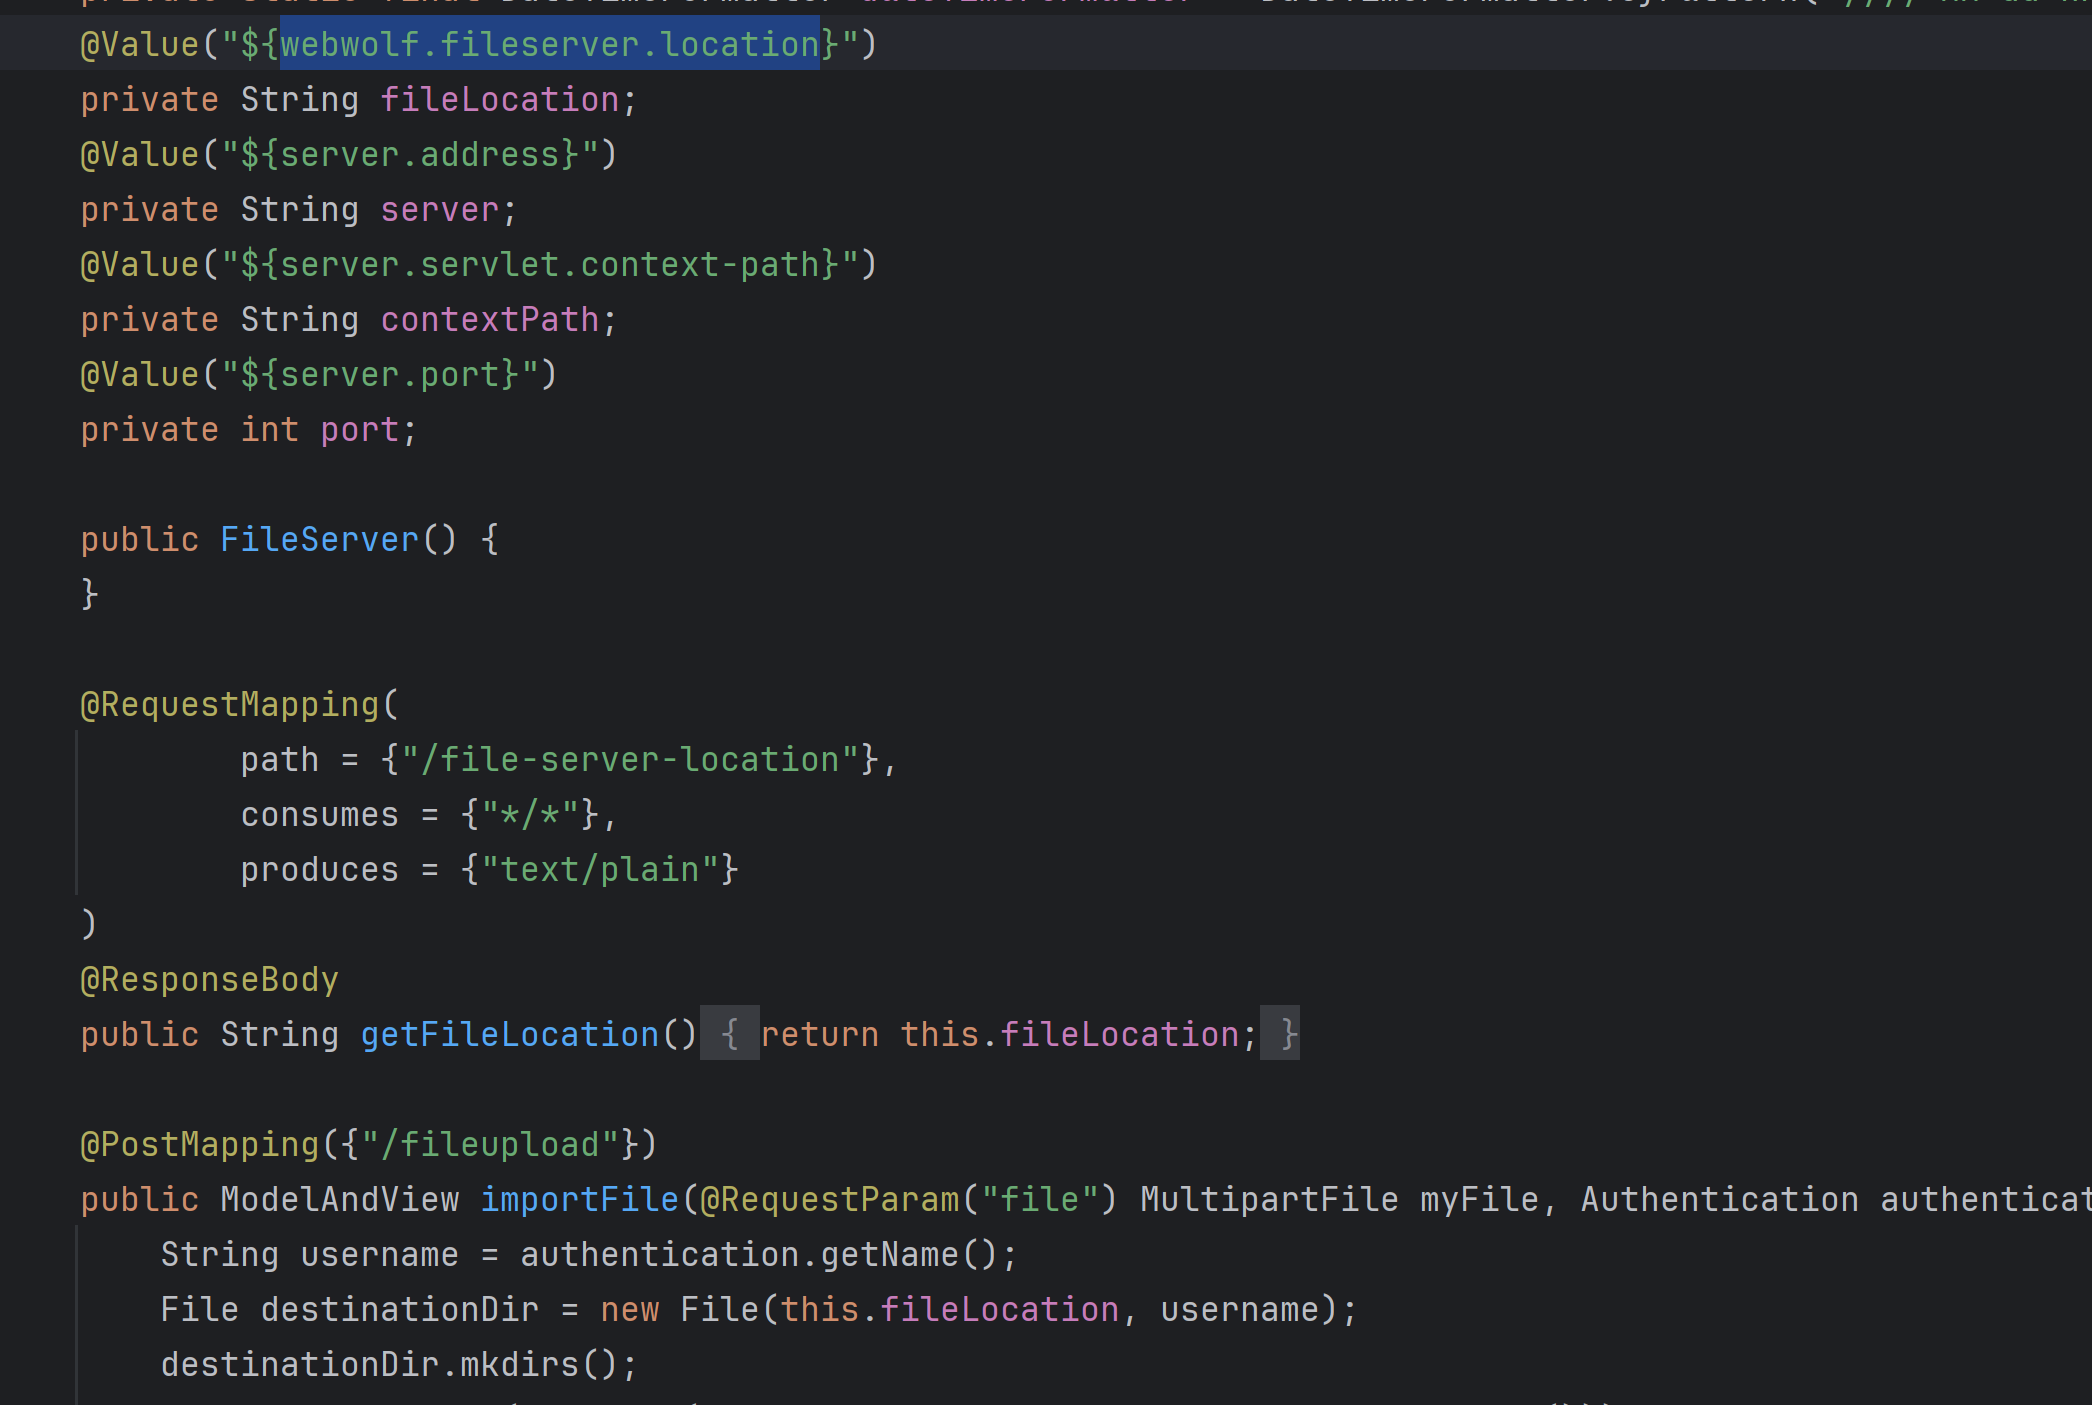 @Value("${webwolf.fileserver.location}")
private String fileLocation;
@Value("${server.address}")
private String server;
@Value("${server.servlet.context-path}")
private String contextPath;
@Value("${server.port}")
private int port;
public FileServer() {
}
@RequestMapping(
path = {"/file-server-location"},
consumes = {"*/*"},
produces = {"text/plain"}
)
@ResponseBody
public String getFileLocation() { return this.fileLocation; }
@PostMapping({"/fileupload"})
public ModelAndView importFile(@RequestParam("file") MultipartFile myFile, Authentication authenticat
String username = authentication.getName();
File destinationDir = new File(this.fileLocation, username);
destinationDir.mkdirs();